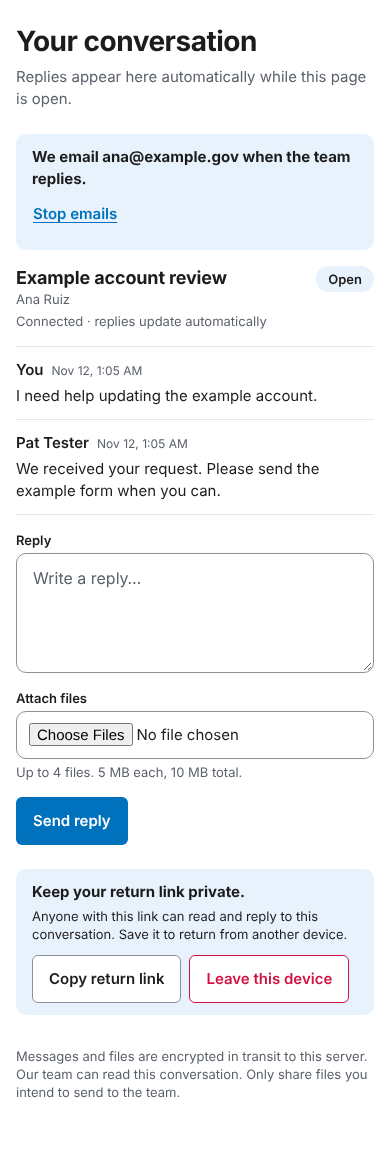 Your conversation
Replies appear here automatically while this page
is open.
We email ana@example.gov when the team
replies.
Stop emails
Example account review
Open
Ana Ruiz
Connected · replies update automatically
You Nov 12, 1:05 AM
I need help updating the example account.
Pat Tester Nov 12, 1:05 AM
We received your request. Please send the
example form when you can.
Reply
Write a reply...
Attach files
Choose Files No file chosen
Up to 4 files. 5 MB each, 10 MB total.
Send reply
Keep your return link private.
Anyone with this link can read and reply to this
conversation. Save it to return from another device.
Copy return link
Leave this device
Messages and files are encrypted in transit to this server.
Our team can read this conversation. Only share files you
intend to send to the team.